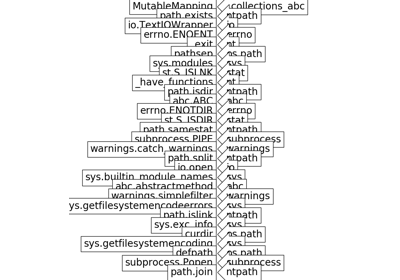 MutableMapping collections_abc
path.exists ntpath
io.TextIOWrapper io
errno.ENOENT errno
exit
pathsep os.path
sys.modules sys
st.S_ISLNK stat
_have_functions
path.isdir ntpath
abc.ABC abc
errno.ENOTDIR errno
st.S_ISDIR stat
path.samestat ntpath
subprocess.PIPE subprocess
warnings.catch_warnings warnings
path.split ntpath
io.open io
sys.builtin_module_names sys
abc.abstractmethod abc
warnings.simplefilter warnings
ys.getfilesystemencodeerrors sys
path.islink ntpath
sys.exc_info sys
curdir os.path
sys.getfilesystemencoding sys
defpath os.path
subprocess.Popen subprocess
path.join ntpath